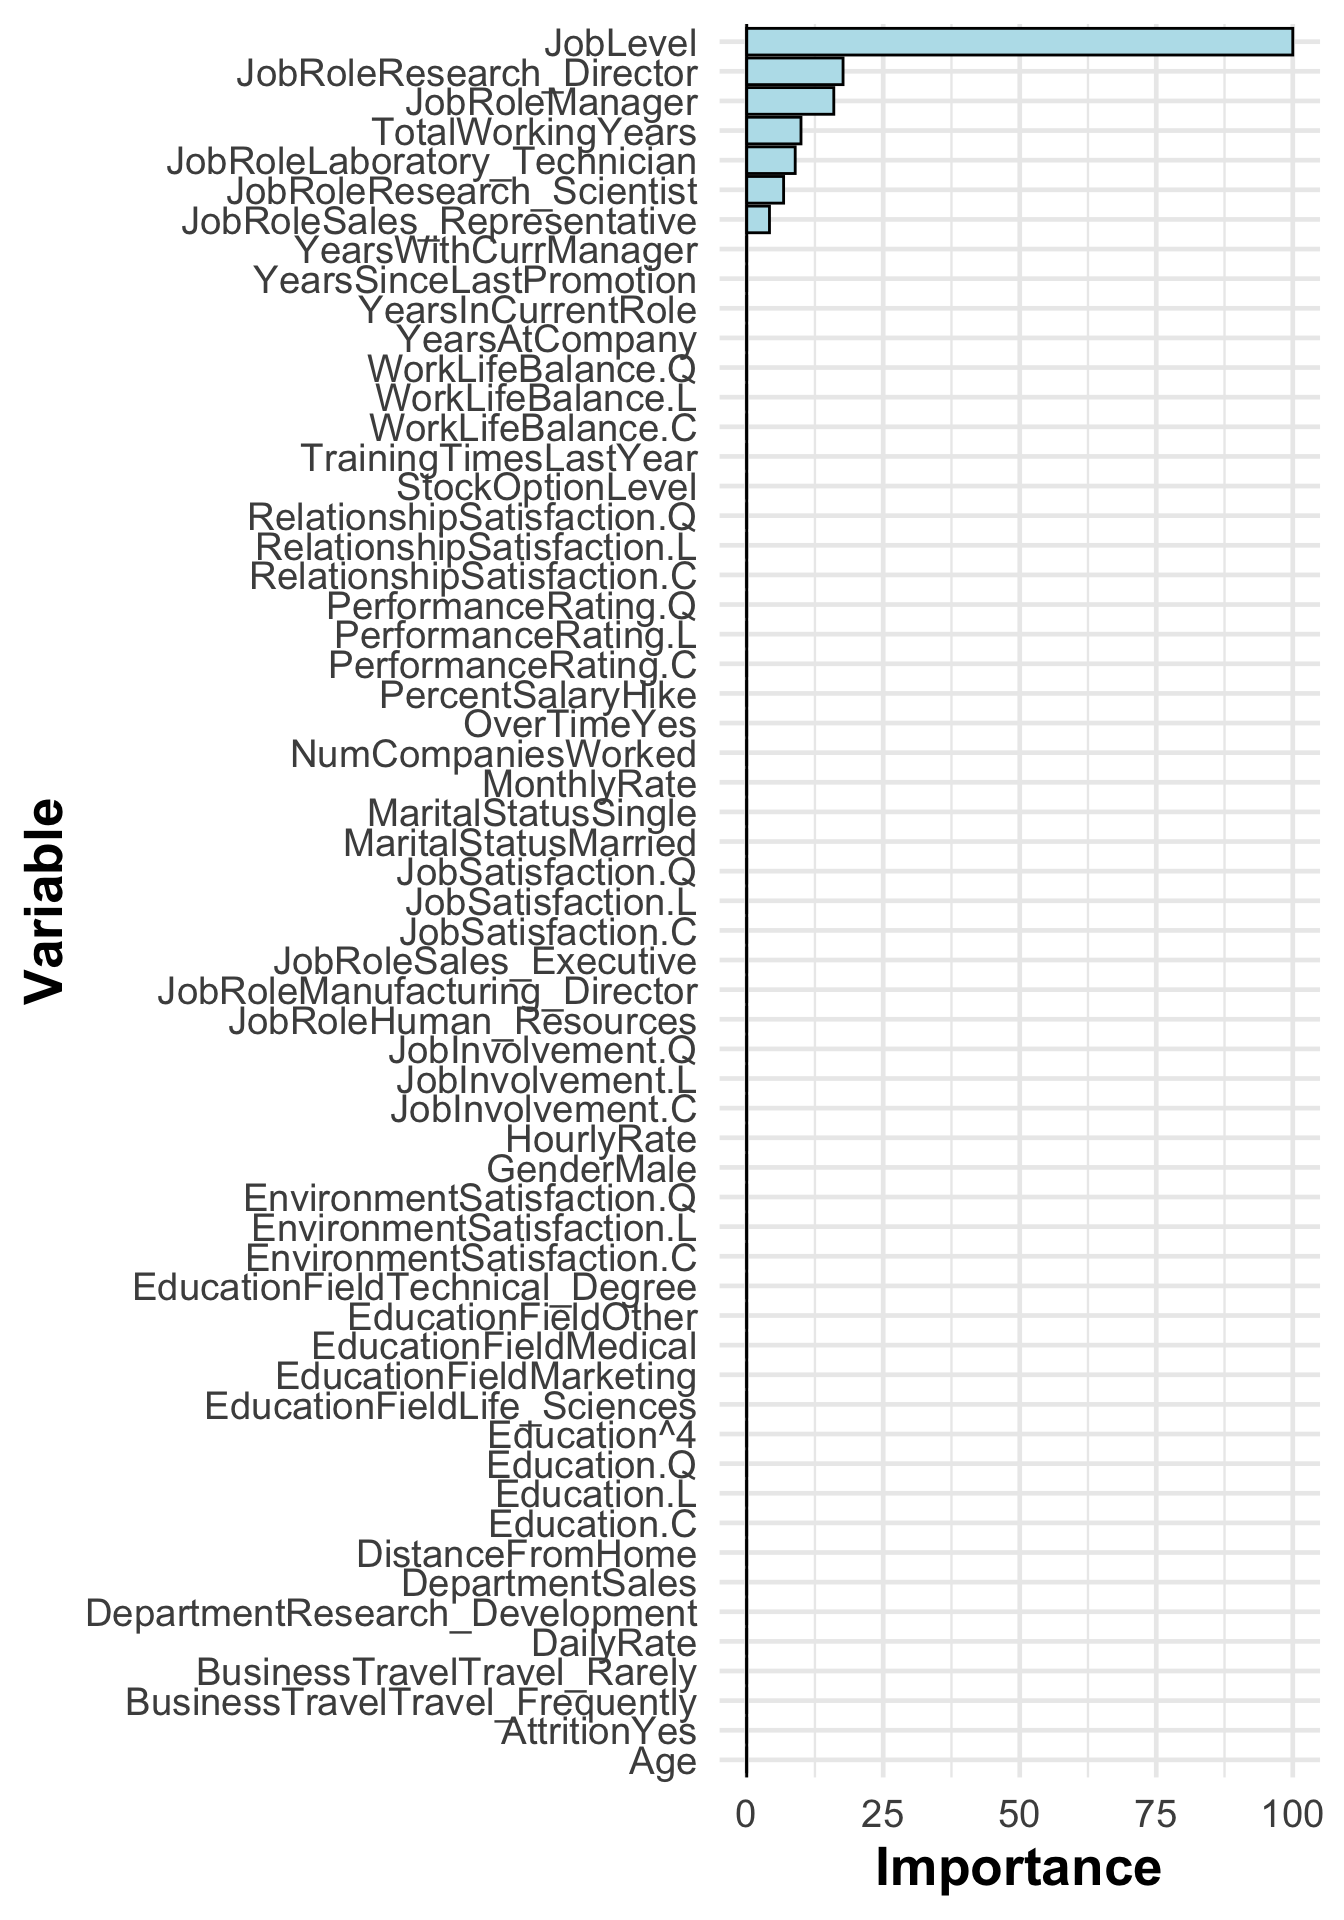 JobLevel
JobRoleResearch_Director
JobRoleManager
TotalWorkingYears
JobRoleLaboratory_Technician
JobRoleResearch_Scientist
JobRoleSales_Representative
YearsWithCurrManager
YearsSinceLastPromotion
YearsInCurrentRole
YearsAtCompany
WorkLifeBalance.Q
WorkLifeBalance.L
WorkLifeBalance.C
TrainingTimesLastYear
StockOptionLevel
RelationshipSatisfaction.Q
RelationshipSatisfaction.L
RelationshipSatisfaction.C
PerformanceRating.Q
PerformanceRating.L
PerformanceRating.C
PercentSalaryHike
OverTimeYes
NumCompaniesWorked
MonthlyRate
MaritalStatusSingle
MaritalStatusMarried
JobSatisfaction.Q
JobSatisfaction.L
JobSatisfaction.C
JobRoleSales_Executive
JobRoleManufacturing_Director
JobRoleHuman_Resources
JobInvolvement.Q
JobInvolvement.L
JobInvolvement.C
HourlyRate
GenderMale
EnvironmentSatisfaction.Q
EnvironmentSatisfaction.L
EnvironmentSatisfaction.C
EducationFieldTechnical_Degree
EducationFieldOther
EducationFieldMedical
EducationFieldMarketing
EducationFieldLife_Sciences
Education^4
Education.Q
Education.L
Education.C
DistanceFromHome
DepartmentSales
DepartmentResearch_Development
DailyRate
BusinessTravelTravel_Rarely
BusinessTravelTravel_Frequently
AttritionYes
Age
Variable
0 25 50 75 100
Importance